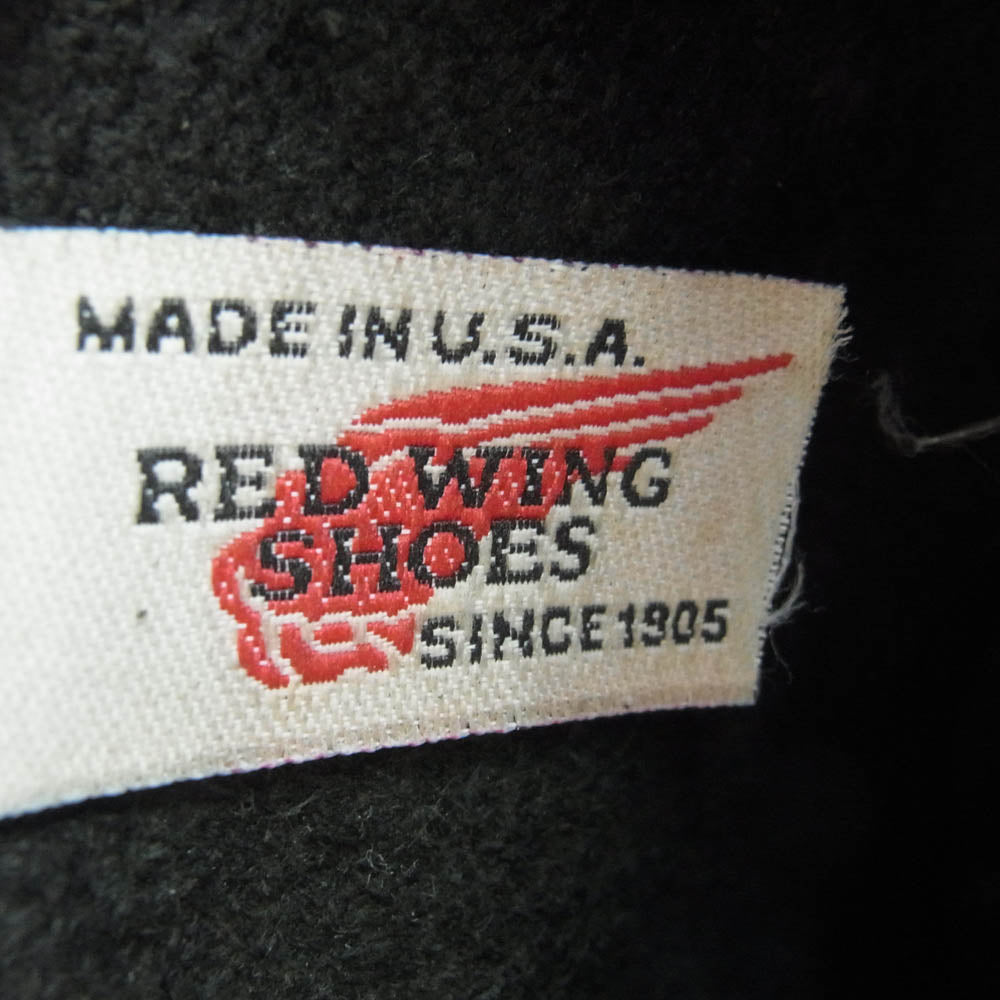 MADE IN U.S.A.
RED WING
SHOES
SINCE 1905